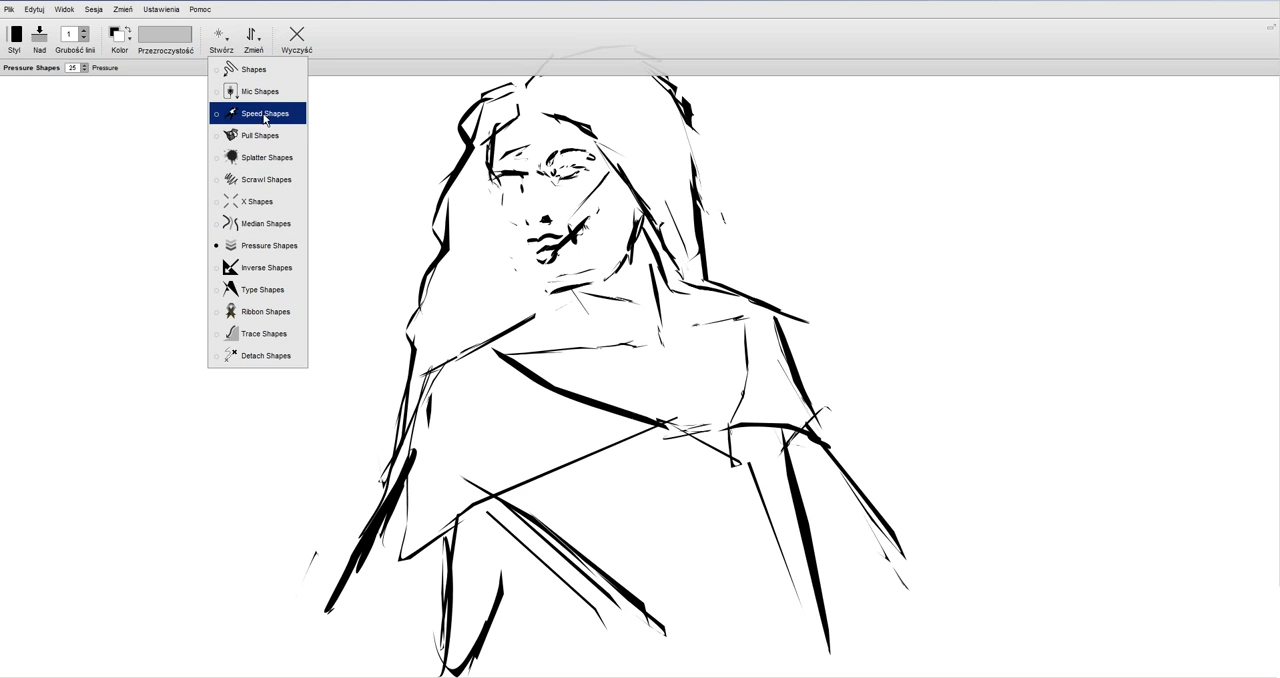 Plik Edytuj Widok Sesja Zmień Ustawienia Pomoc
1
Styl Nad Grubość linii Kolor Przezroczystość Stwórz Zmień Wyczyść
Pressure Shapes 25 Pressure
Shapes
Mic Shapes
Speed Shapes
Pull Shapes
Splatter Shapes
Scrawl Shapes
X Shapes
Median Shapes
Pressure Shapes
Inverse Shapes
Type Shapes
Ribbon Shapes
Trace Shapes
Detach Shapes